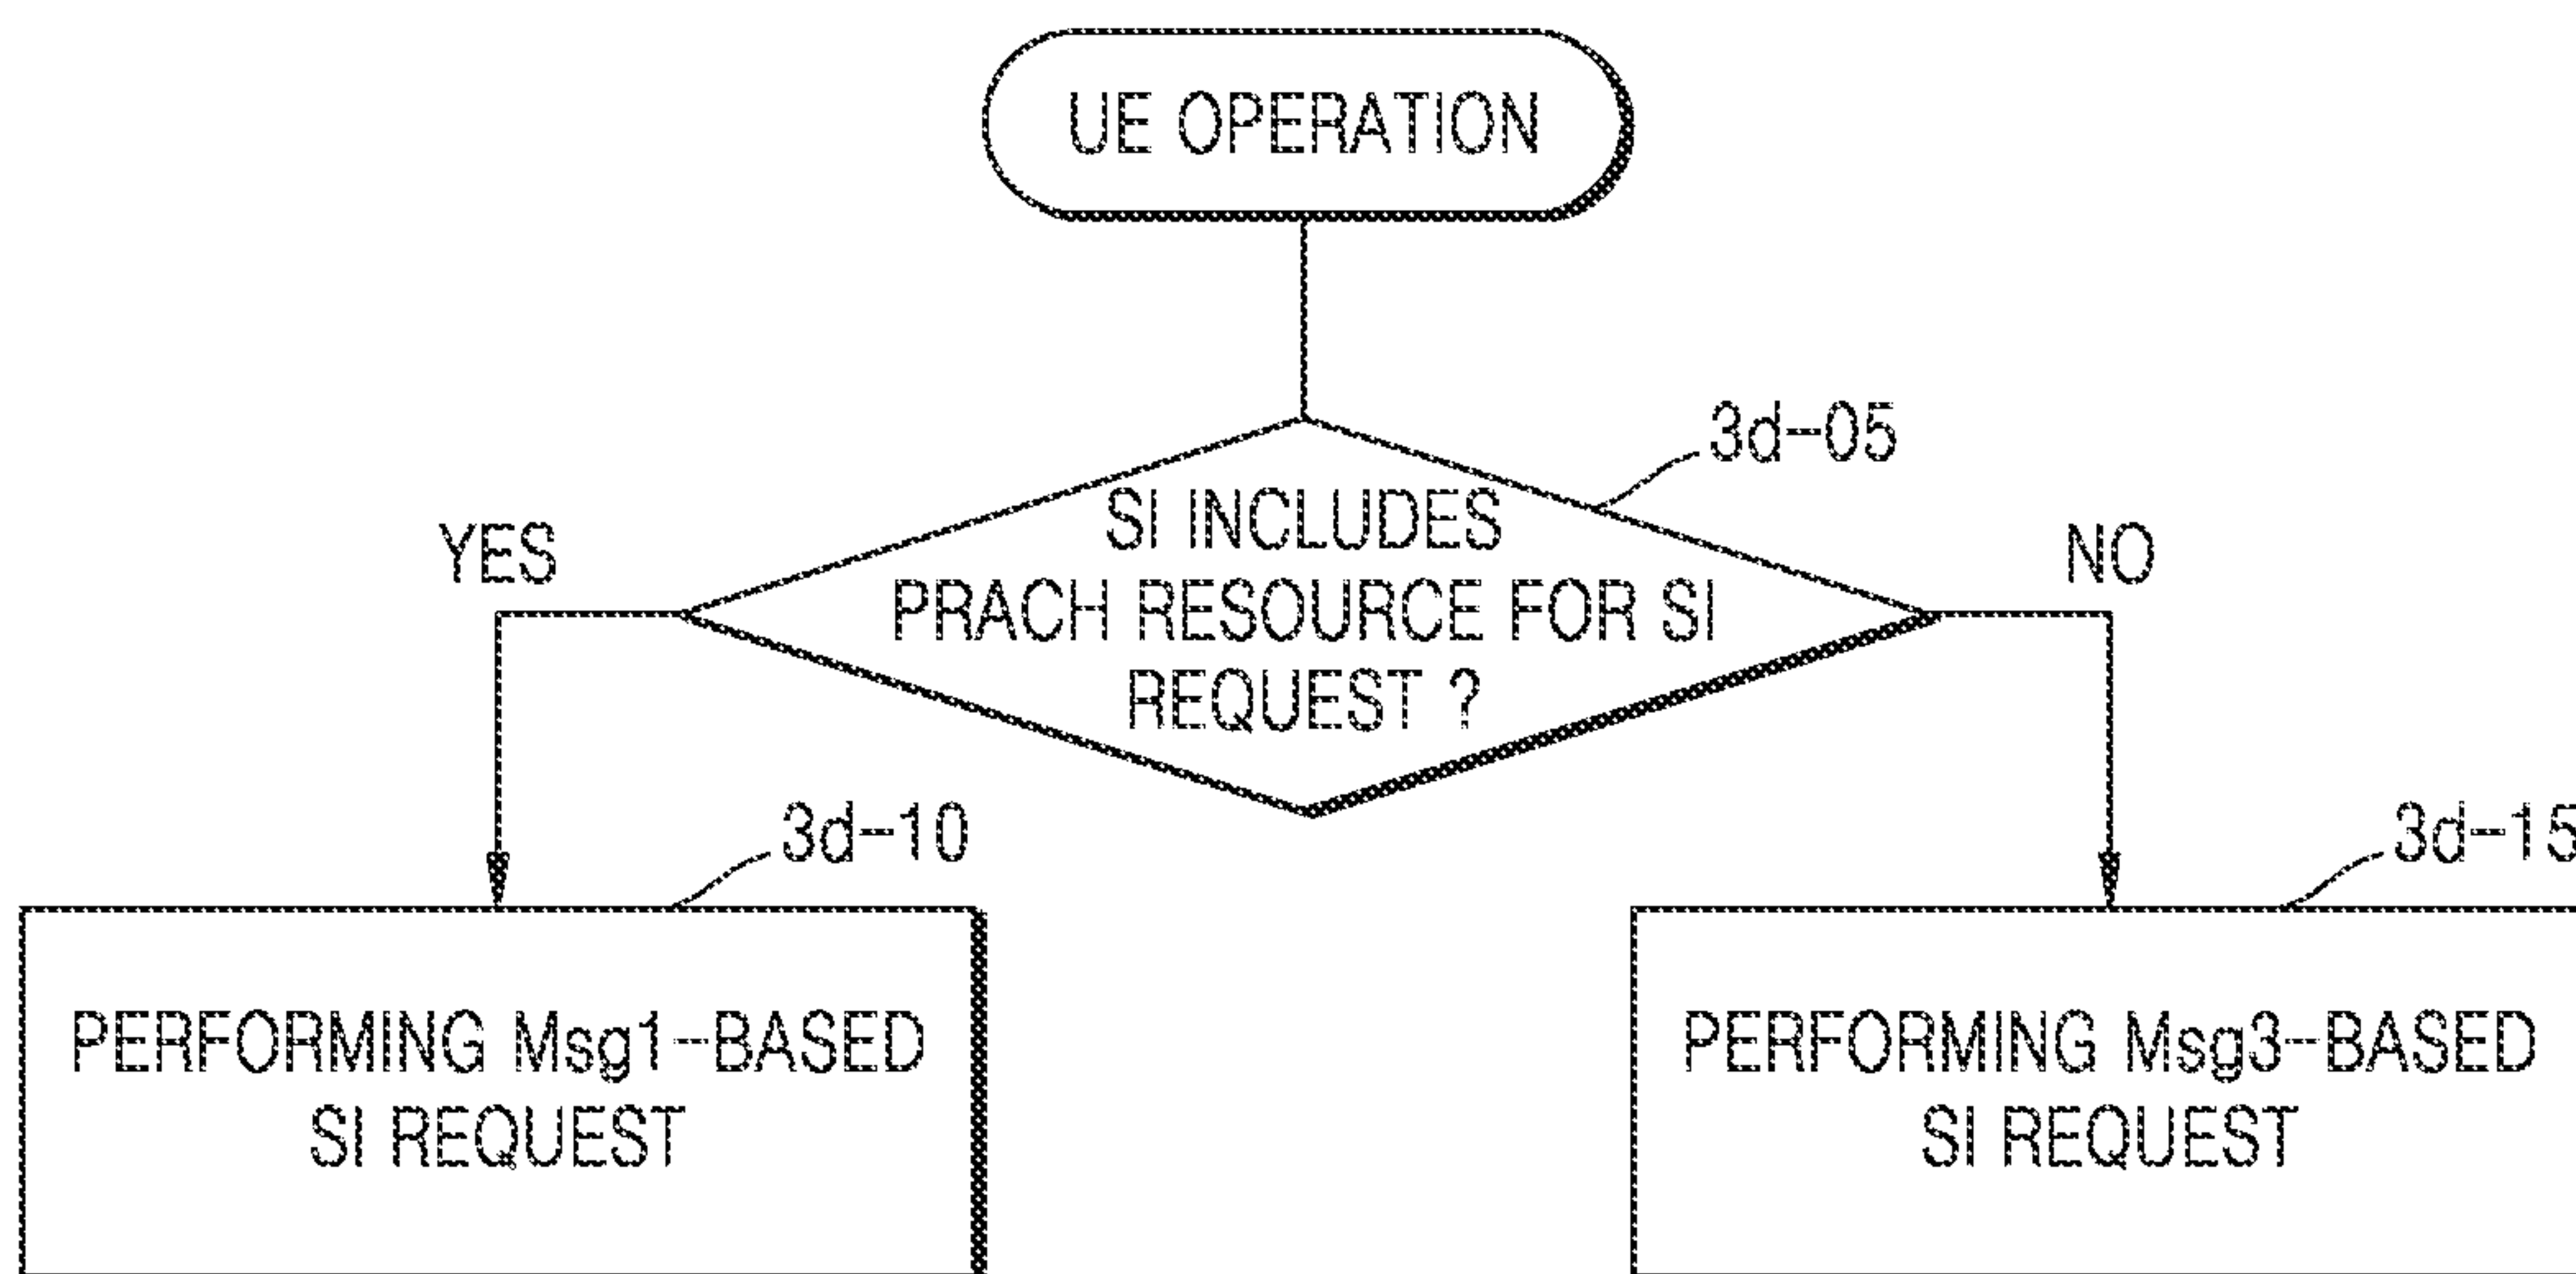 UE OPERATION
3d-05
SI INCLUDES
PRACH RESOURCE FOR SI
REQUEST ?
YES
NO
3d-10
3d-15
PERFORMING Msg1-BASED
SI REQUEST
PERFORMING Msg3-BASED
SI REQUEST